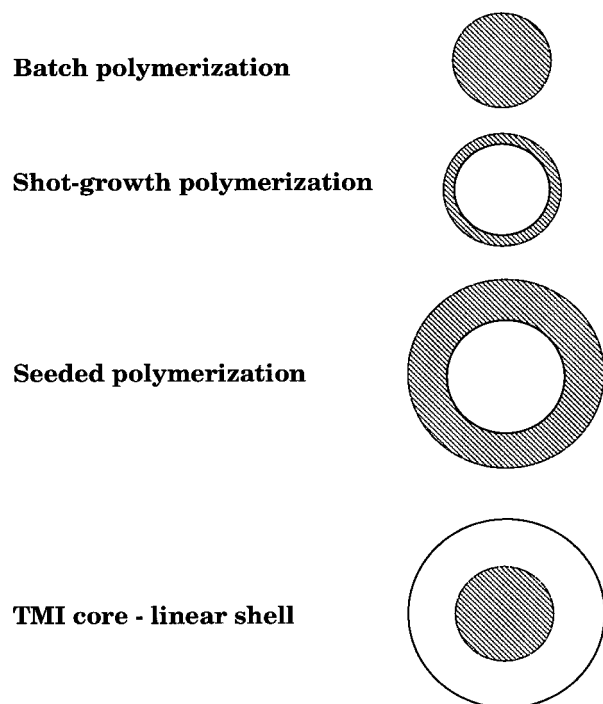 Batch polymerization
Shot-growth polymerization
Seeded polymerization
TMI core - linear shell